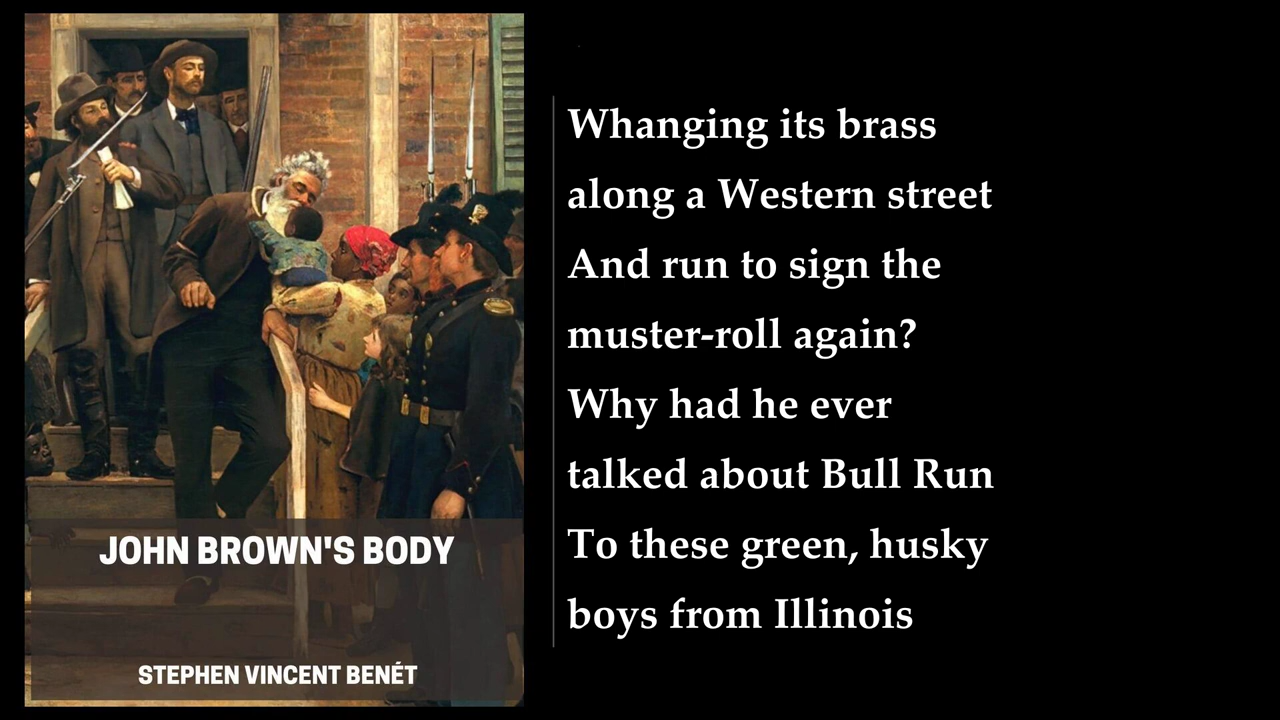 JOHN BROWN'S BODY
STEPHEN VINCENT BENÉT
Whanging its brass
along a Western street
And run to sign the
muster-roll again?
Why had he ever
talked about Bull Run
To these green, husky
boys from Illinois